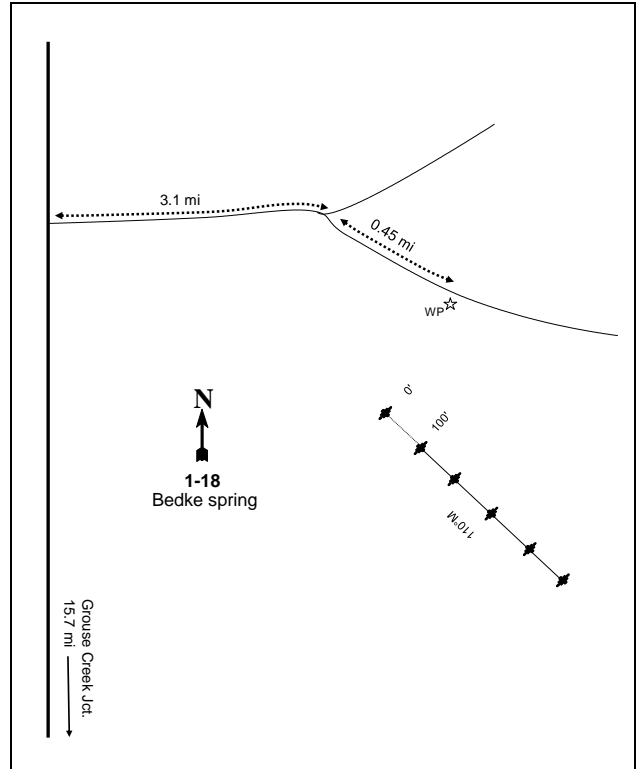 3.1 mi
0.45 mi
WP
N
0'
100'
1-18
Bedke spring
110°M
Grouse Creek Jct.
15.7 mi